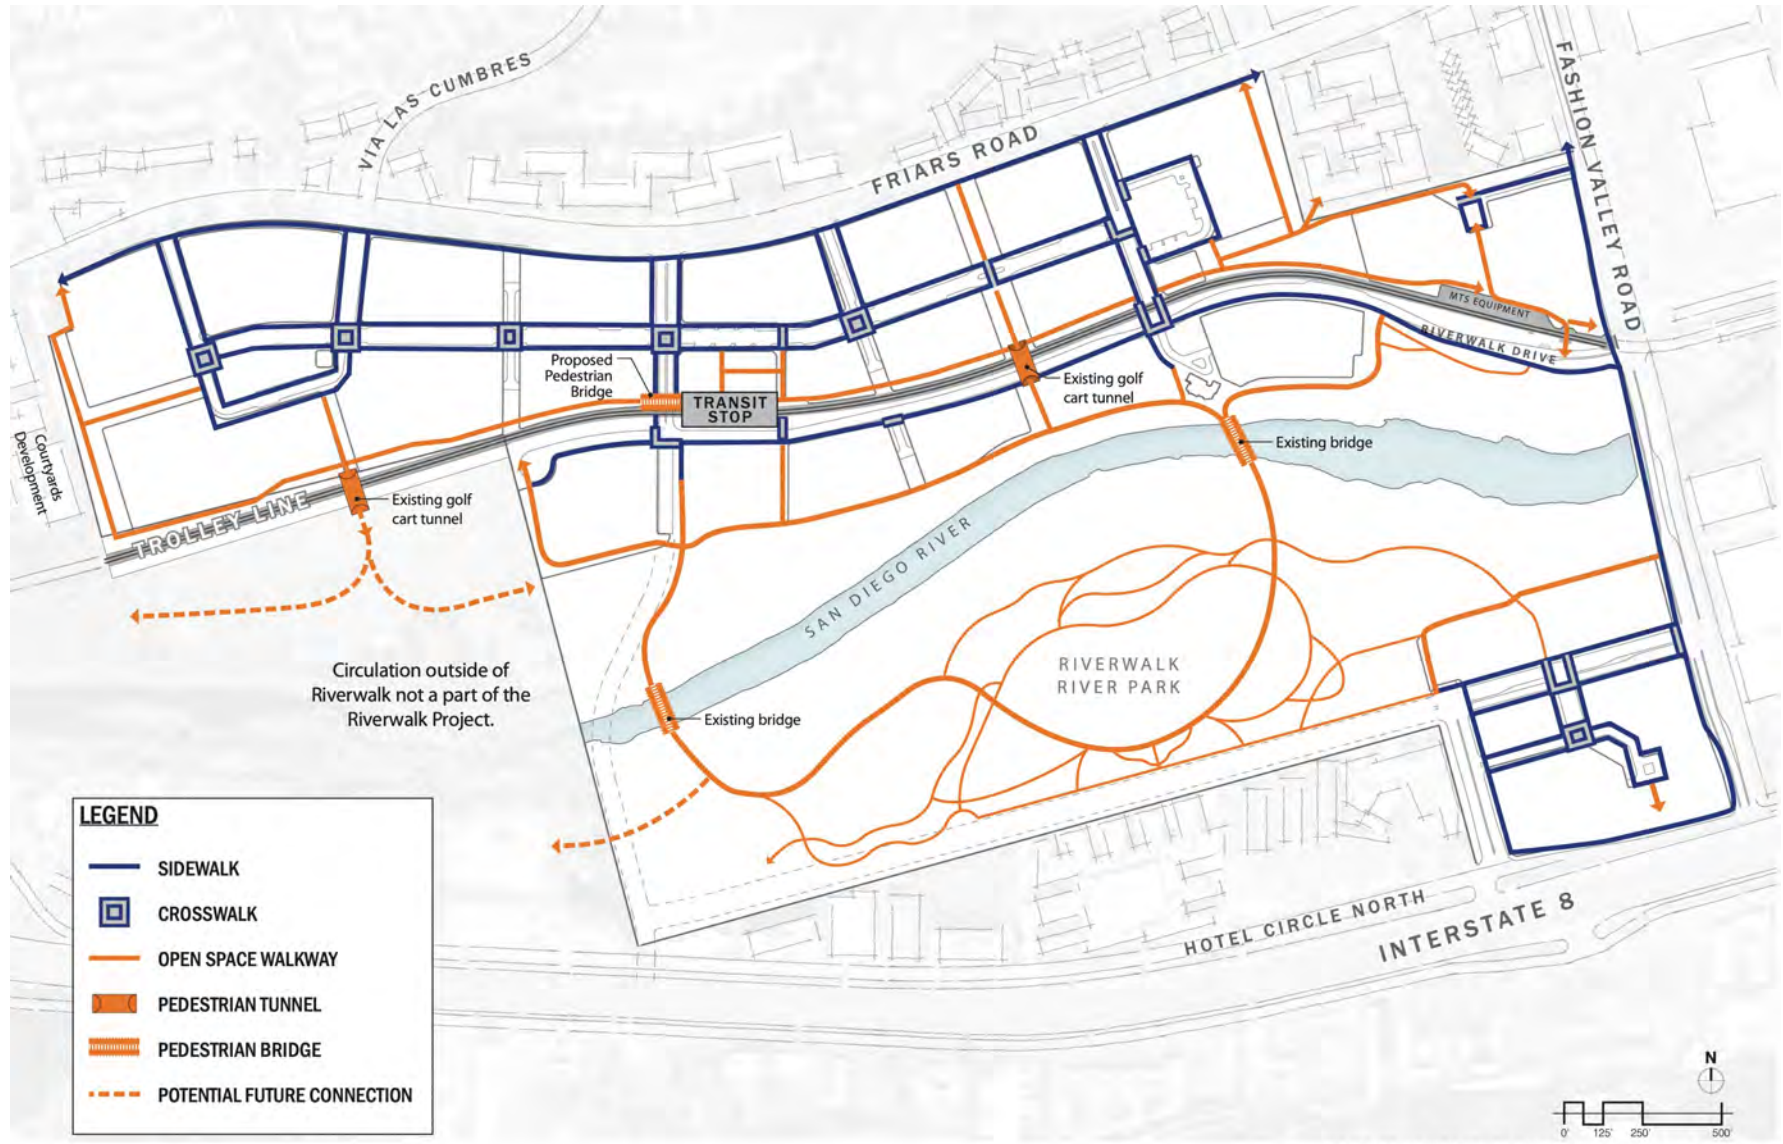 VIA LAS CUMBRES
FRIARS ROAD
FASHION VALLEY ROAD
MTS EQUIPMENT
RIVERWALK DRIVE
Proposed
Pedestrian
Bridge
TRANSIT
STOP
Existing golf
cart tunnel
Existing bridge
Courtyards
Development
TROLLEY LINE
Existing golf
cart tunnel
SAN DIEGO RIVER
RIVERWALK
RIVER PARK
Circulation outside of
Riverwalk not a part of the
Riverwalk Project.
Existing bridge
HOTEL CIRCLE NORTH
INTERSTATE 8
LEGEND
SIDEWALK
CROSSWALK
OPEN SPACE WALKWAY
PEDESTRIAN TUNNEL
PEDESTRIAN BRIDGE
POTENTIAL FUTURE CONNECTION
N
0' 125' 250' 500'